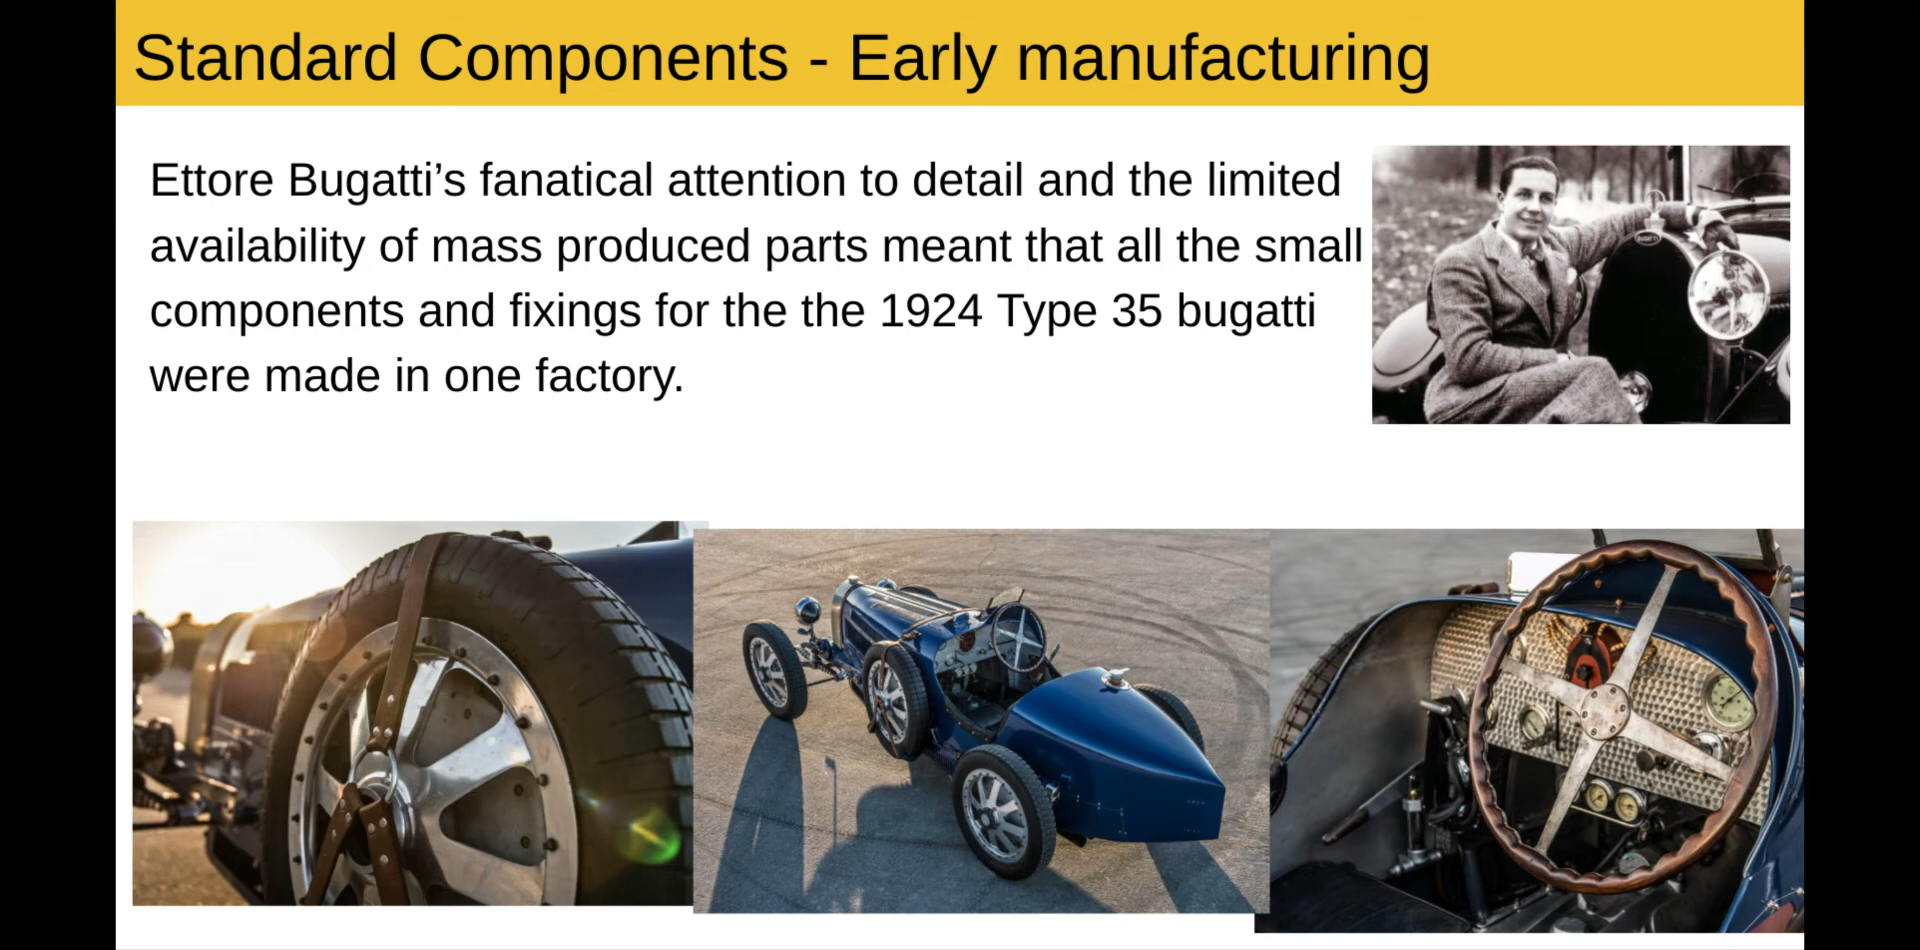 Standard Components - Early manufacturing
Ettore Bugatti’s fanatical attention to detail and the limited
availability of mass produced parts meant that all the small
components and fixings for the the 1924 Type 35 bugatti
were made in one factory.